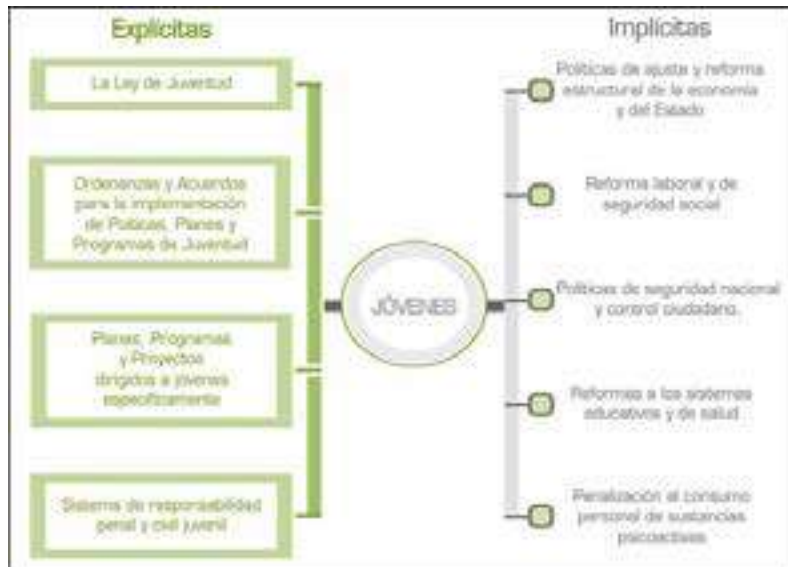 Explícitas
La Ley de Juventud
Ordenanzas y Acuerdos
para la implementación
de Políticas, Planes y
Programas de Juventud
Planes, Programas
y Proyectos
dirigidos a jóvenes
específicamente
Sistema de responsabilidad
penal y civil juvenil
JÓVENES
Implícitas
Políticas de ajuste y reforma
estructural de la economía
y del Estado
Reforma laboral y de
seguridad social
Políticas de seguridad nacional
y control ciudadano.
Reformas a los sistemas
educativos y de salud
Penalización al consumo
personal de sustancias
psicoactivas